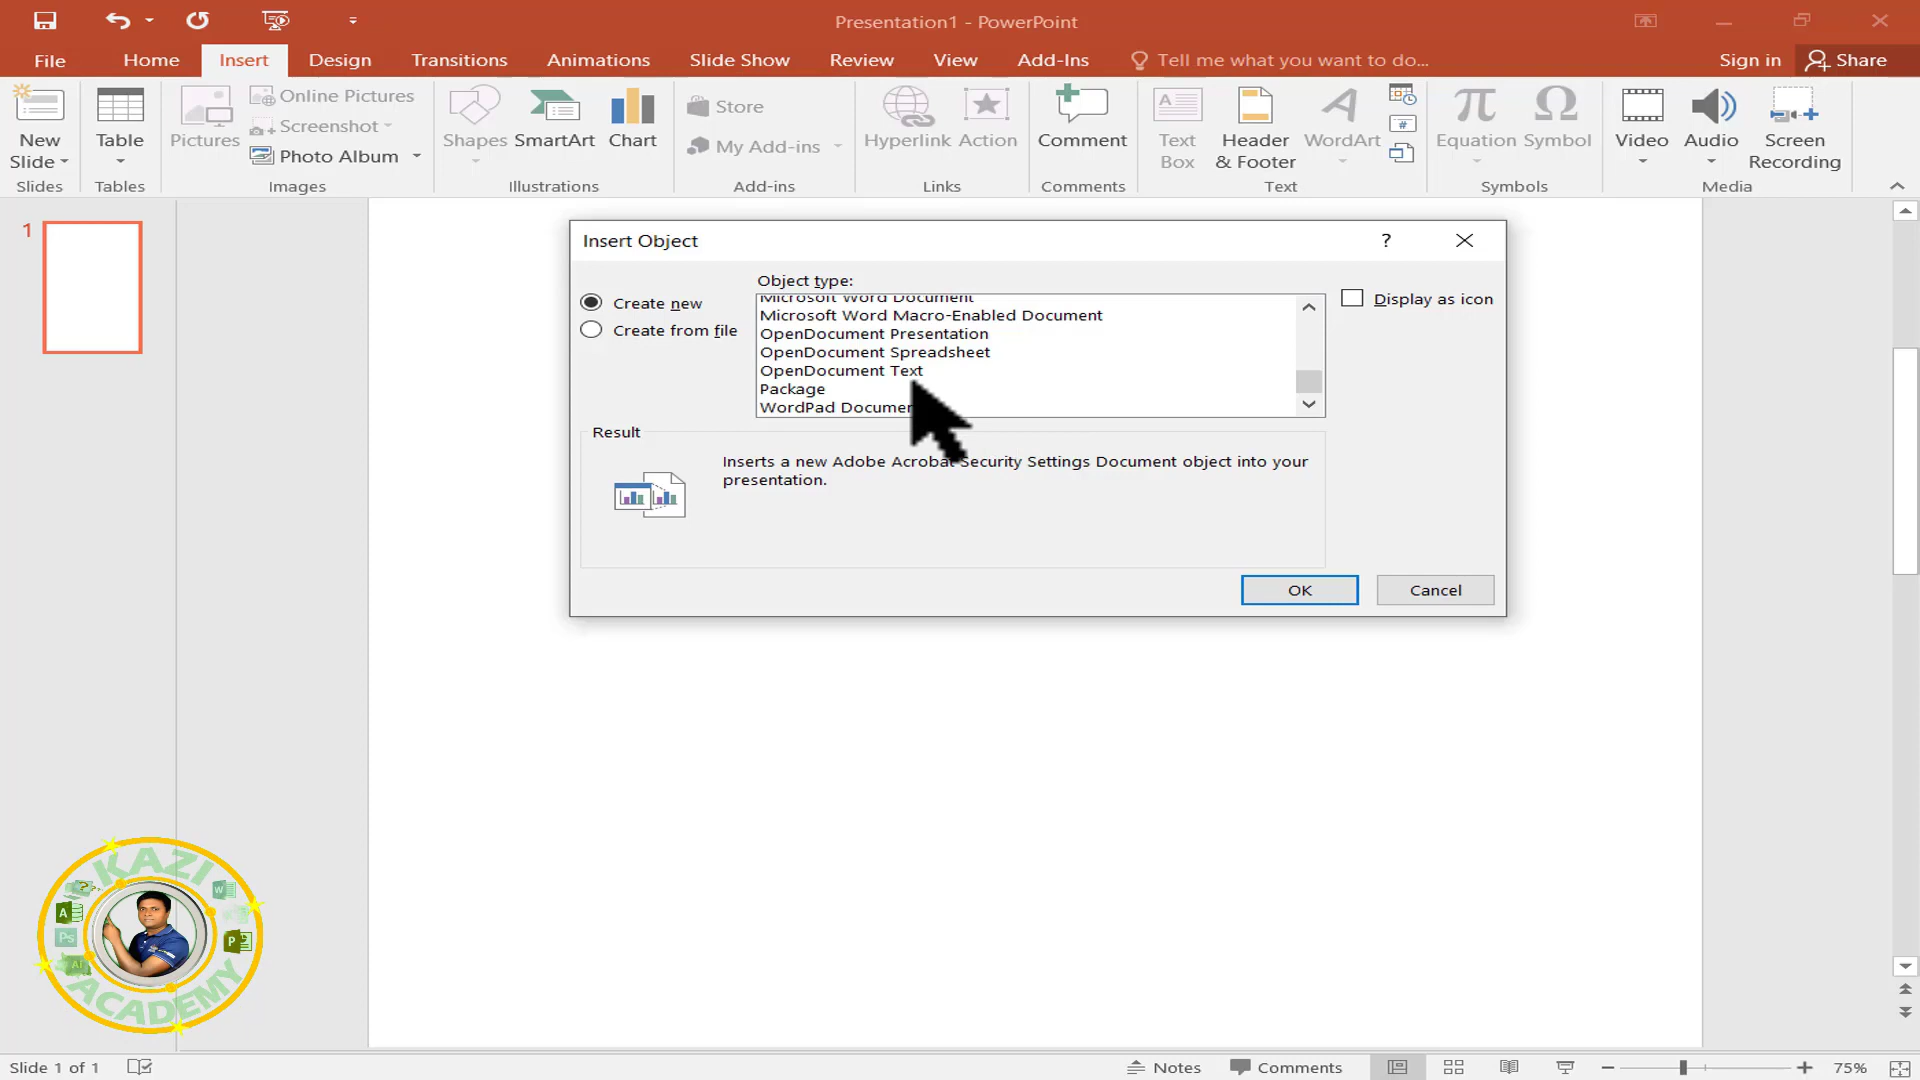 Presentation1 - PowerPoint
File Home Insert Design Transitions Animations Slide Show Review View Add-Ins Tell me what you want to do... Sign in Share
New Slide
Table
Pictures
Online Pictures
Screenshot
Photo Album
Shapes
SmartArt
Chart
Store
My Add-ins
Hyperlink
Action
Comment
Text Box
Header & Footer
WordArt
Equation
Symbol
Video
Audio
Screen Recording
Slides Tables Images Illustrations Add-ins Links Comments Text Symbols Media
1
Insert Object ?
Create new
Create from file
Object type:
Microsoft Word Document
Microsoft Word Macro-Enabled Document
OpenDocument Presentation
OpenDocument Spreadsheet
OpenDocument Text
Package
WordPad Documen
Display as icon
Result
Inserts a new Adobe Acrobat Security Settings Document object into your
presentation.
OK Cancel
KAZI
ACADEMY
Slide 1 of 1 Notes Comments 75%